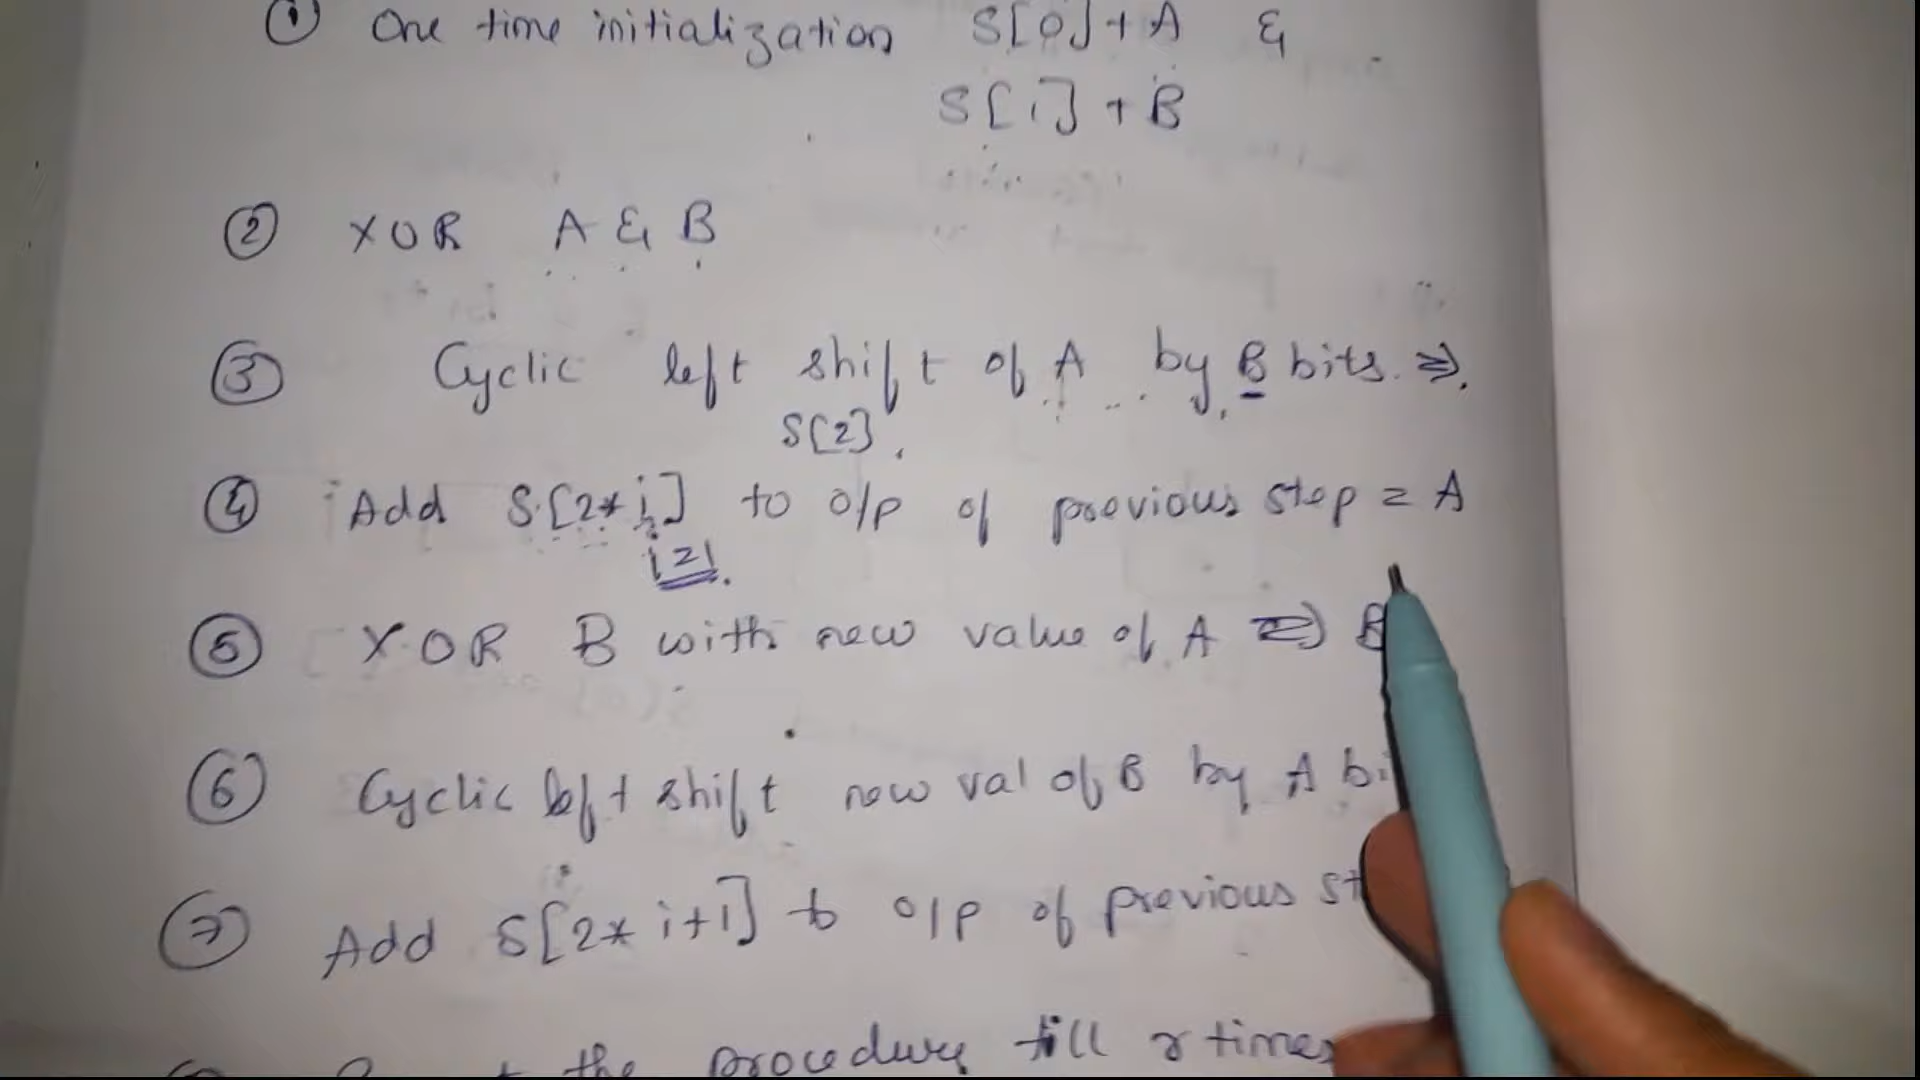 ① One time initialization S[0]+A &
S[1]+B
② XOR A & B
③ Cyclic left shift of A by B bits ⇒.
S[2].
④ Add S[2*i] to o/p of previous step = A
i=1.
⑤ XOR B with new value of A ⇒ B
⑥ Cyclic left shift new val of B by A bi
⑦ Add S[2*i+1] to o/p of previous st
the procedure till r times